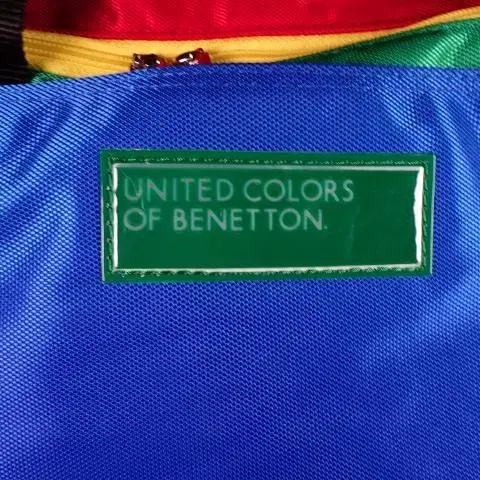 UNITED COLORS
OF BENETTON.